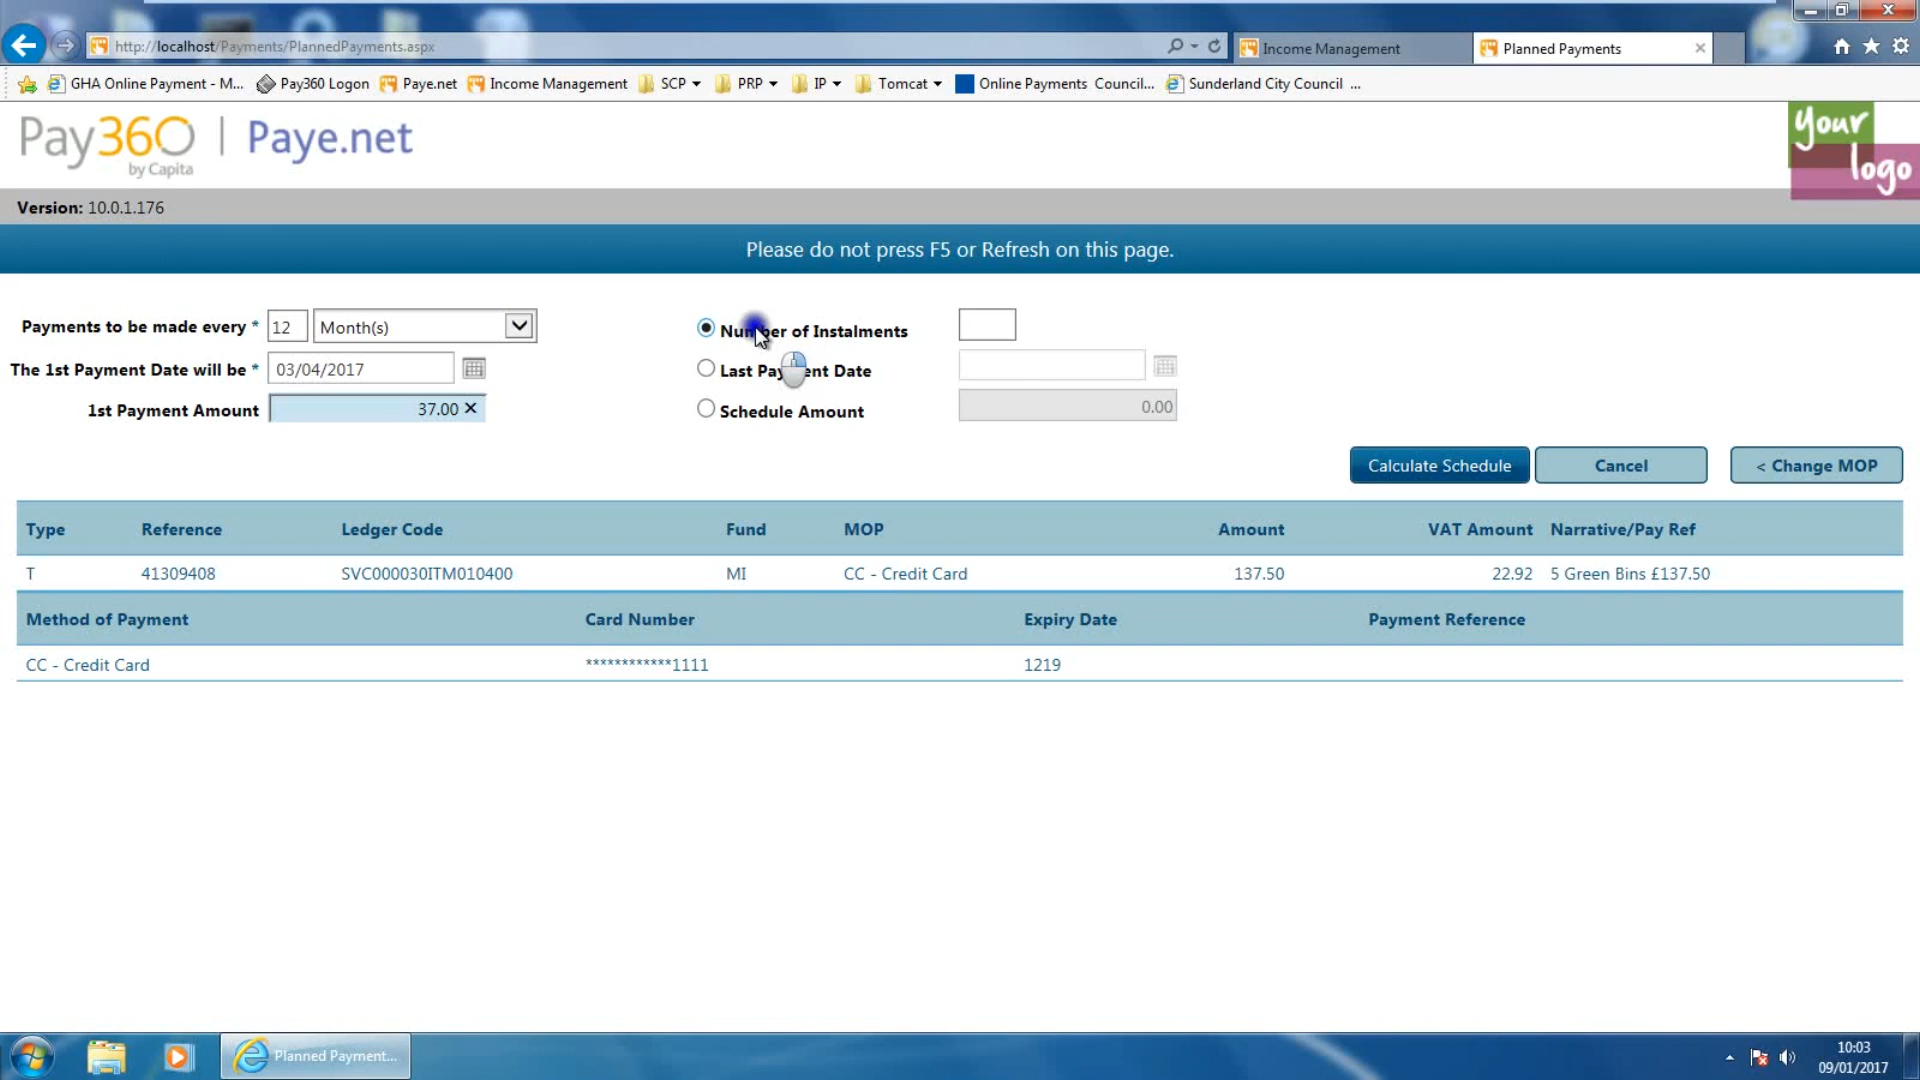 http://localhost/Payments/PlannedPayments.aspx
Income Management
Planned Payments
GHA Online Payment - M...
Pay360 Logon
Paye.net
Income Management
SCP
PRP
IP
Tomcat
Online Payments Council...
Sunderland City Council ...
Pay360 | Paye.net
by Capita
your
logo
Version: 10.0.1.176
Please do not press F5 or Refresh on this page.
Payments to be made every * 12 Month(s)
Number of Instalments
The 1st Payment Date will be * 03/04/2017
Last Payment Date
1st Payment Amount 37.00
Schedule Amount 0.00
Calculate Schedule Cancel < Change MOP
Type Reference Ledger Code Fund MOP Amount VAT Amount Narrative/Pay Ref
T 41309408 SVC000030ITM010400 MI CC - Credit Card 137.50 22.92 5 Green Bins £137.50
Method of Payment Card Number Expiry Date Payment Reference
CC - Credit Card ************1111 1219
Planned Payment...
10:03
09/01/2017